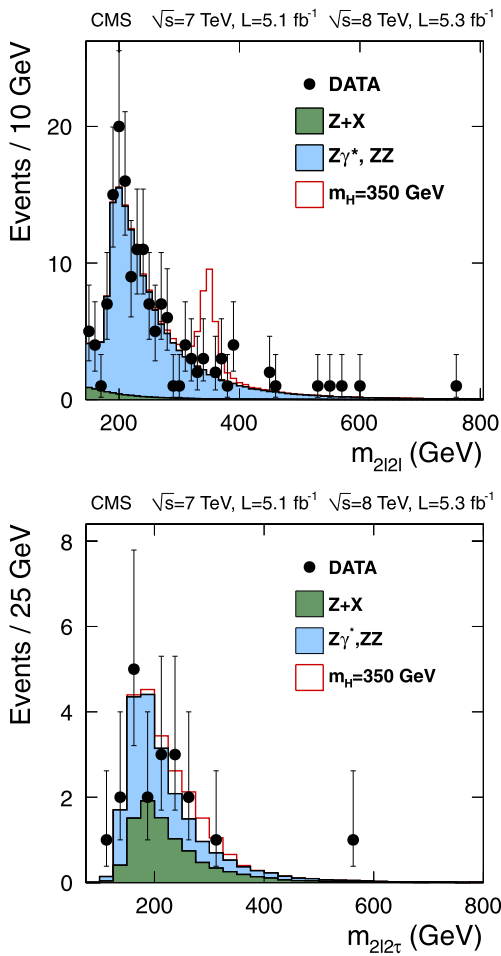 CMS √s=7 TeV, L=5.1 fb⁻¹ √s=8 TeV, L=5.3 fb⁻¹
Events / 10 GeV
20
10
0
DATA
Z+X
Zγ*, ZZ
m_H=350 GeV
200 400 600 800
m_2l2l (GeV)
CMS √s=7 TeV, L=5.1 fb⁻¹ √s=8 TeV, L=5.3 fb⁻¹
Events / 25 GeV
8
6
4
2
0
DATA
Z+X
Zγ*,ZZ
m_H=350 GeV
200 400 600 800
m_2l2τ (GeV)